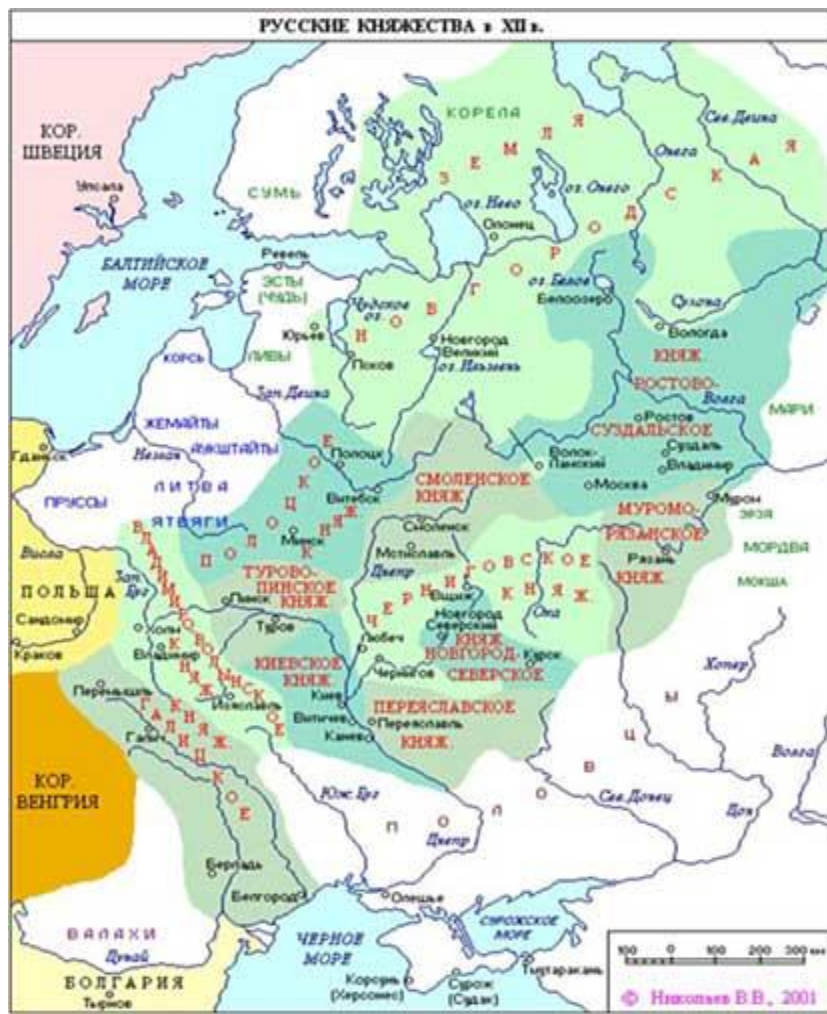 РУССКИЕ КНЯЖЕСТВА в XII в.
КОР.
ШВЕЦИЯ
Упсала
КОРЕЛА
Сев.Двина
Онега
ЗЕМЛЯ
СУМЬ
оз.Нево
оз.Онего
Олонец
НОВГОРОДСКАЯ
БАЛТИЙСКОЕ
МОРЕ
Ревель
ЭСТЫ
(ЧУДЬ)
Чудское
оз.
оз.Белое
Белоозеро
Сухона
Вологда
Юрьев
ЛИВЫ
Псков
Новгород
Великий
оз.Ильмень
КНЯЖ.
РОСТОВО-
СУЗДАЛЬСКОЕ
Волга
КОРСЬ
Зап.Двина
Ростов
МАРИ
ЖЕМАЙТЫ
АУКШТАЙТЫ
Полоцк
Волок-
Ламский
Суздаль
Владимир
Гданьск
Неман
ЛИТВА
Витебск
СМОЛЕНСКОЕ
КНЯЖ.
Москва
Муром
ПРУССЫ
ЯТВЯГИ
ПОЛОЦКОЕ
КНЯЖ
Минск
Смоленск
МУРОМО-
РЯЗАНСКОЕ
КНЯЖ.
ЭРЗЯ
МОРДВА
МОКША
Мстиславль
Рязань
Висла
ПОЛЬША
Зап.
Буг
ТУРОВО-
ПИНСКОЕ
КНЯЖ.
Днепр
ЧЕРНИГОВСКОЕ
КНЯЖ.
Вщиж
Ока
Сандомир
Краков
Пинск
Туров
Новгород
Северский
КНЯЖ.
НОВГОРОД-
СЕВЕРСКОЕ
Холм
Владимир
ВЛАДИМИРОВОЛЫНСКОЕ
КНЯЖ
КИЕВСКОЕ
КНЯЖ.
Любеч
Чернигов
Курск
Хопер
Перемышль
Изяславль
Киев
Витичев
Канев
ПЕРЕЯСЛАВСКОЕ
КНЯЖ.
Переяславль
ГАЛИЦКОЕ
КНЯЖ.
Галич
КОР.
ВЕНГРИЯ
Юж.Буг
ПОЛОВЦЫ
Днепр
Сев.Донец
Дон
Волга
Берладь
Белгород
Олешье
ВАЛАХИ
Дунай
ЧЕРНОЕ
МОРЕ
СУРОЖСКОЕ
МОРЕ
Тмутаракань
БОЛГАРИЯ
Тырнов
Корсунь
(Херсонес)
Сурож
(Судак)
100 0 100 200 300 км
© Никольев В.В., 2001